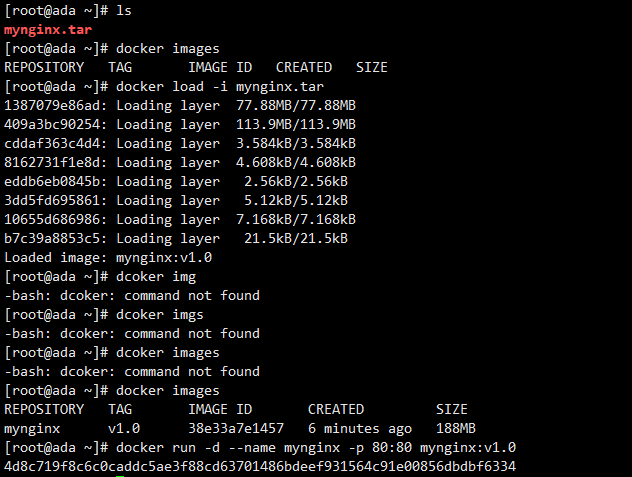 [root@ada ~]# ls
mynginx.tar
[root@ada ~]# docker images
REPOSITORY   TAG       IMAGE ID   CREATED   SIZE
[root@ada ~]# docker load -i mynginx.tar
1387079e86ad: Loading layer  77.88MB/77.88MB
409a3bc90254: Loading layer  113.9MB/113.9MB
cddaf363c4d4: Loading layer  3.584kB/3.584kB
8162731f1e8d: Loading layer  4.608kB/4.608kB
eddb6eb0845b: Loading layer   2.56kB/2.56kB
3dd5fd695861: Loading layer   5.12kB/5.12kB
10655d686986: Loading layer  7.168kB/7.168kB
b7c39a8853c5: Loading layer   21.5kB/21.5kB
Loaded image: mynginx:v1.0
[root@ada ~]# dcoker img
-bash: dcoker: command not found
[root@ada ~]# dcoker imgs
-bash: dcoker: command not found
[root@ada ~]# dcoker images
-bash: dcoker: command not found
[root@ada ~]# docker images
REPOSITORY   TAG       IMAGE ID       CREATED         SIZE
mynginx      v1.0      38e33a7e1457   6 minutes ago   188MB
[root@ada ~]# docker run -d --name mynginx -p 80:80 mynginx:v1.0
4d8c719f8c6c0caddc5ae3f88cd63701486bdeef931564c91e00856dbdbf6334